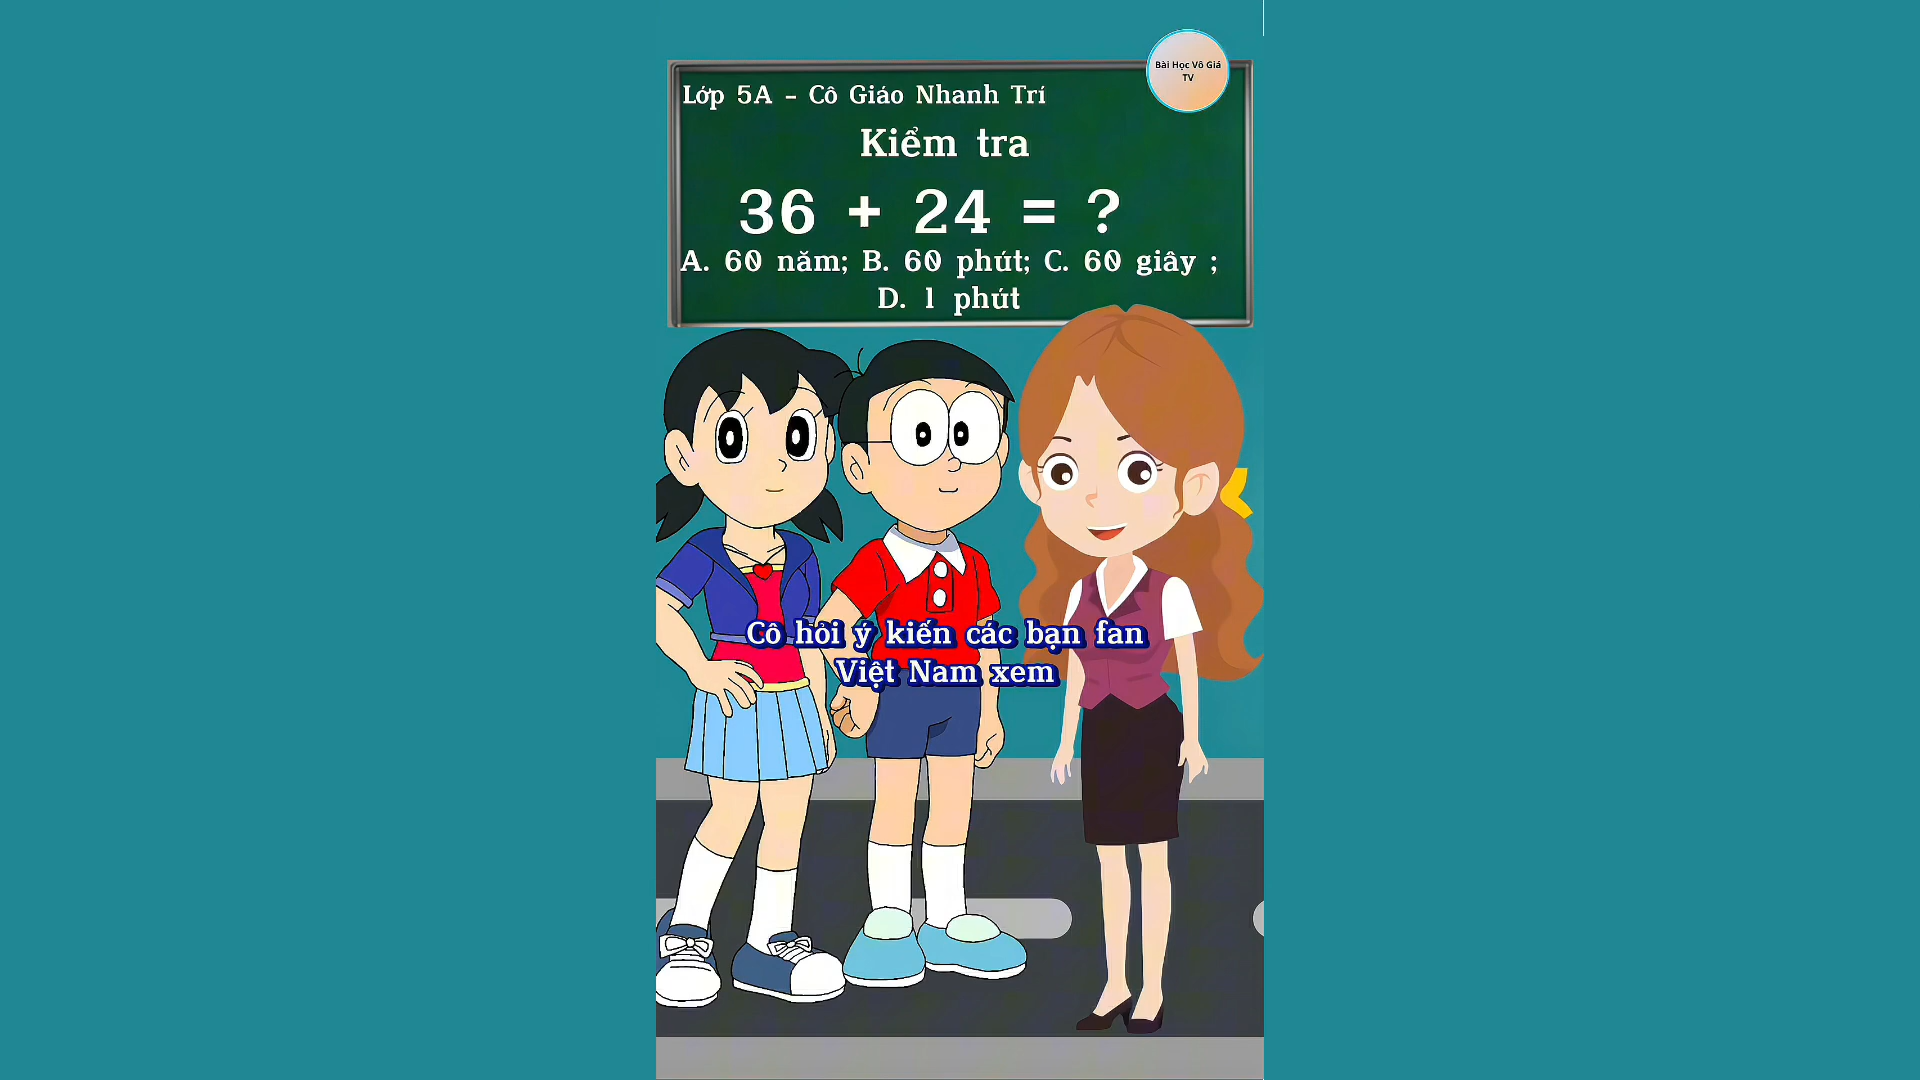 Bài Học Vô Giá
TV
Lớp 5A - Cô Giáo Nhanh Trí
Kiểm tra
36 + 24 = ?
A. 60 năm; B. 60 phút; C. 60 giây ;
D. 1 phút
Cô hỏi ý kiến các bạn fan
Việt Nam xem